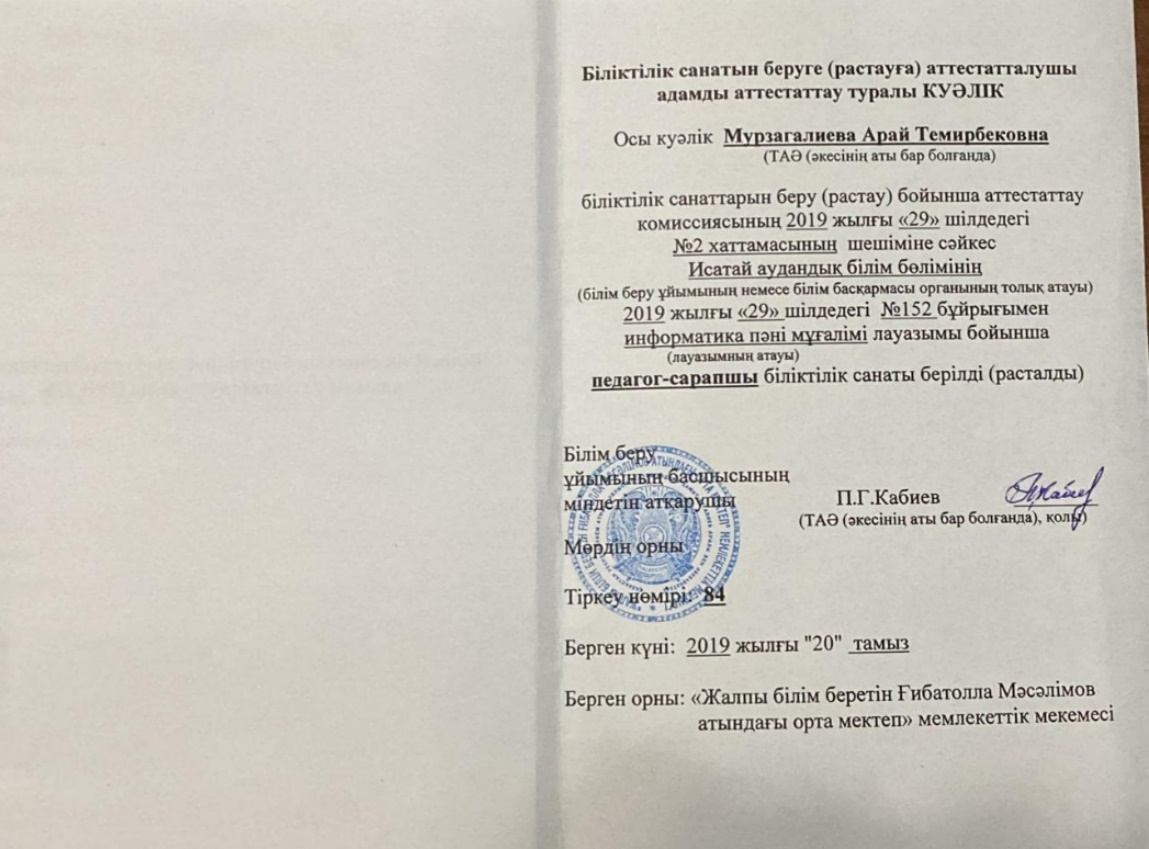 Біліктілік санатын беруге (растауға) аттестатталушы
адамды аттестаттау туралы КУӘЛІК
Осы куәлік Мурзагалиева Арай Темирбековна
(ТАӘ (әкесінің аты бар болғанда)
біліктілік санаттарын беру (растау) бойынша аттестаттау
комиссиясының 2019 жылғы «29» шілдедегі
№2 хаттамасының шешіміне сәйкес
Исатай аудандық білім бөлімінің
(білім беру ұйымының немесе білім басқармасы органының толық атауы)
2019 жылғы «29» шілдедегі №152 бұйрығымен
информатика пәні мұғалімі лауазымы бойынша
(лауазымның атауы)
педагог-сарапшы біліктілік санаты берілді (расталды)
Білім беру
ұйымының басшысының
міндетін атқарушы
П.Г.Кабиев
(ТАӘ (әкесінің аты бар болғанда), қолы)
Мөрдің орны
Тіркеу нөмірі: 84
Берген күні: 2019 жылғы "20" тамыз
Берген орны: «Жалпы білім беретін Ғибатолла Мәсәлімов
атындағы орта мектеп» мемлекеттік мекемесі